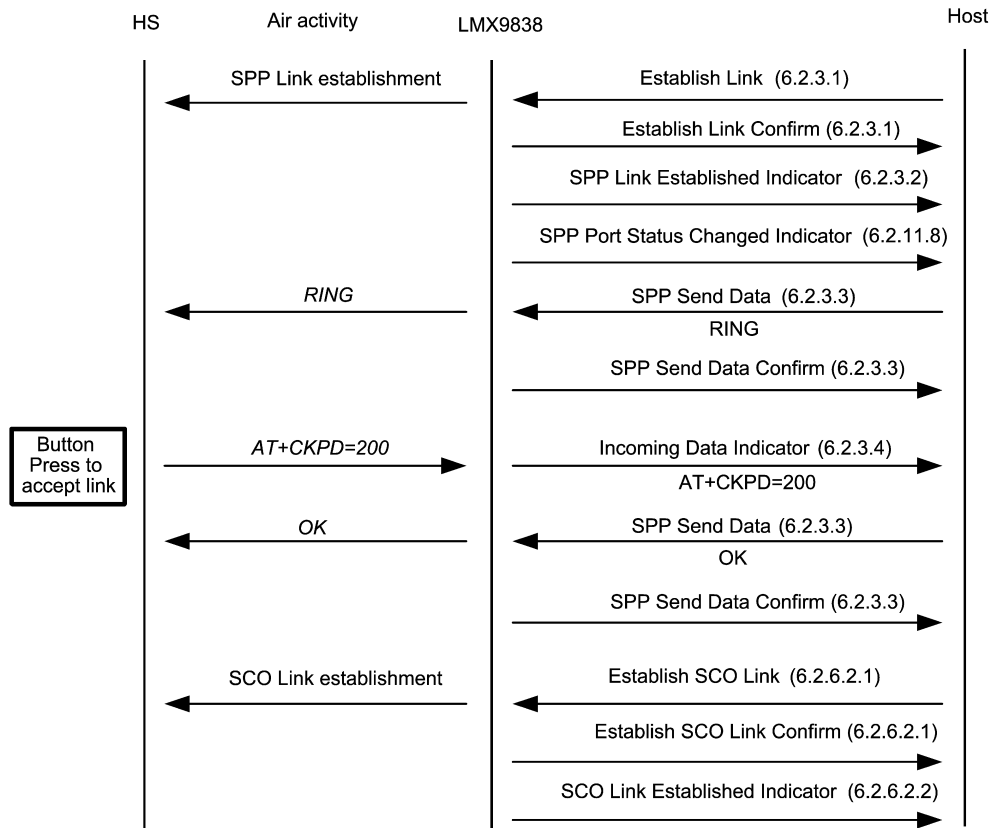 HS
Air activity
LMX9838
Host
SPP Link establishment
Establish Link (6.2.3.1)
Establish Link Confirm (6.2.3.1)
SPP Link Established Indicator (6.2.3.2)
SPP Port Status Changed Indicator (6.2.11.8)
RING
SPP Send Data (6.2.3.3)
RING
SPP Send Data Confirm (6.2.3.3)
Button
Press to
accept link
AT+CKPD=200
Incoming Data Indicator (6.2.3.4)
AT+CKPD=200
OK
SPP Send Data (6.2.3.3)
OK
SPP Send Data Confirm (6.2.3.3)
SCO Link establishment
Establish SCO Link (6.2.6.2.1)
Establish SCO Link Confirm (6.2.6.2.1)
SCO Link Established Indicator (6.2.6.2.2)